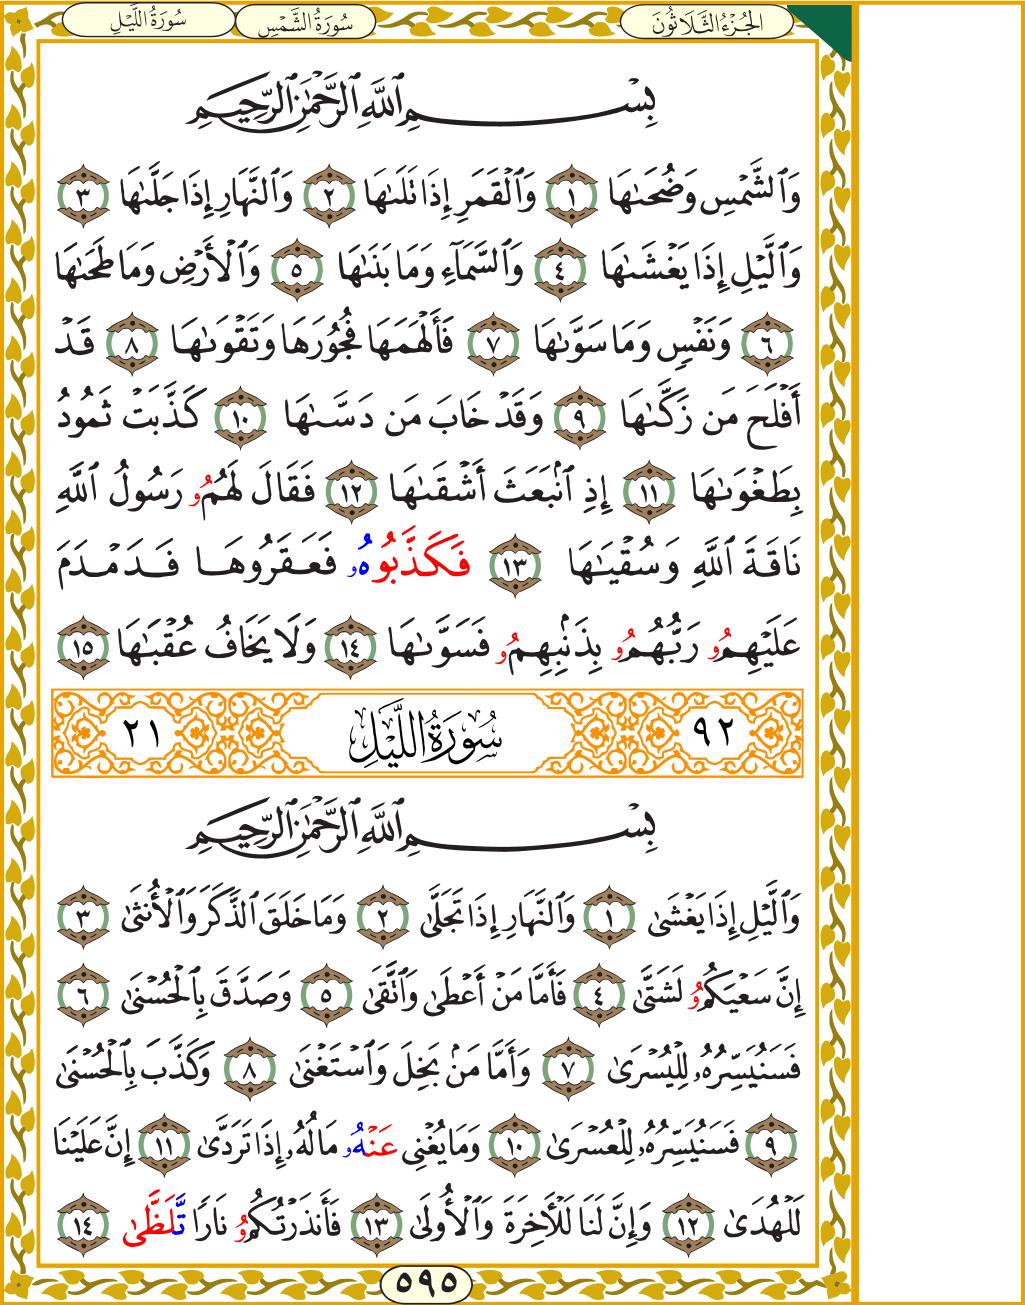 الجُزْءُ الثَّلَاثُونَ سُورَةُ الشَّمْسِ سُورَةُ اللَّيْلِ
بِسْمِ ٱللَّهِ ٱلرَّحْمَٰنِ ٱلرَّحِيمِ
وَٱلشَّمْسِ وَضُحَىٰهَا ١ وَٱلْقَمَرِ إِذَا تَلَىٰهَا ٢ وَٱلنَّهَارِ إِذَا جَلَّىٰهَا ٣
وَٱلَّيْلِ إِذَا يَغْشَىٰهَا ٤ وَٱلسَّمَآءِ وَمَا بَنَىٰهَا ٥ وَٱلْأَرْضِ وَمَا طَحَىٰهَا
٦ وَنَفْسٍ وَمَا سَوَّىٰهَا ٧ فَأَلْهَمَهَا فُجُورَهَا وَتَقْوَىٰهَا ٨ قَدْ
أَفْلَحَ مَن زَكَّىٰهَا ٩ وَقَدْ خَابَ مَن دَسَّىٰهَا ١٠ كَذَّبَتْ ثَمُودُ
بِطَغْوَىٰهَا ١١ إِذِ ٱنۢبَعَثَ أَشْقَىٰهَا ١٢ فَقَالَ لَهُمُۥ رَسُولُ ٱللَّهِ
نَاقَةَ ٱللَّهِ وَسُقْيَٰهَا ١٣ فَكَذَّبُوهُۥ فَعَقَرُوهَا فَدَمْدَمَ
عَلَيْهِمُۥ رَبُّهُمُۥ بِذَنۢبِهِمُۥ فَسَوَّىٰهَا ١٤ وَلَا يَخَافُ عُقْبَٰهَا ١٥
٩٢ سُورَةُ اللَّيْلِ ٢١
بِسْمِ ٱللَّهِ ٱلرَّحْمَٰنِ ٱلرَّحِيمِ
وَٱلَّيْلِ إِذَا يَغْشَىٰ ١ وَٱلنَّهَارِ إِذَا تَجَلَّىٰ ٢ وَمَا خَلَقَ ٱلذَّكَرَ وَٱلْأُنثَىٰ ٣
إِنَّ سَعْيَكُمُۥ لَشَتَّىٰ ٤ فَأَمَّا مَنْ أَعْطَىٰ وَٱتَّقَىٰ ٥ وَصَدَّقَ بِٱلْحُسْنَىٰ ٦
فَسَنُيَسِّرُهُۥ لِلْيُسْرَىٰ ٧ وَأَمَّا مَنۢ بَخِلَ وَٱسْتَغْنَىٰ ٨ وَكَذَّبَ بِٱلْحُسْنَىٰ
٩ فَسَنُيَسِّرُهُۥ لِلْعُسْرَىٰ ١٠ وَمَا يُغْنِى عَنْهُۥ مَالُهُۥ إِذَا تَرَدَّىٰ ١١ إِنَّ عَلَيْنَا
لَلْهُدَىٰ ١٢ وَإِنَّ لَنَا لَلْأَخِرَةَ وَٱلْأُولَىٰ ١٣ فَأَنذَرْتُكُمُۥ نَارًا تَّلَظَّىٰ ١٤
٥٩٥